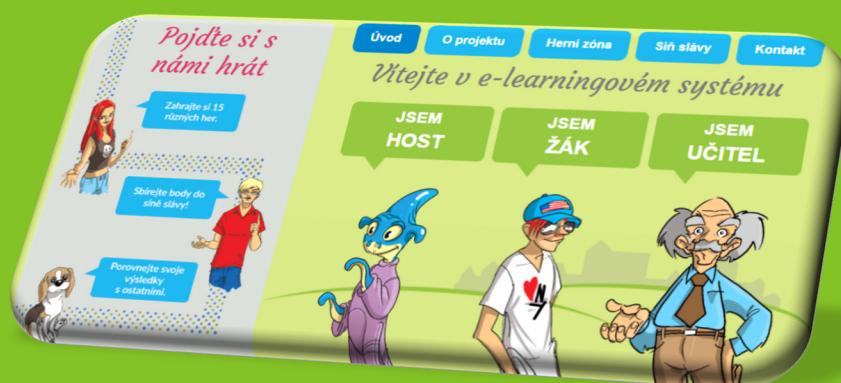 Pojďte si s
námi hrát
Zahrajte si 15
různých her.
Sbírejte body do
síně slávy!
Porovnejte svoje
výsledky
s ostatními.
Úvod
O projektu
Herní zóna
Síň slávy
Kontakt
Vítejte v e-learningovém systému
JSEM
HOST
JSEM
ŽÁK
JSEM
UČITEL
N